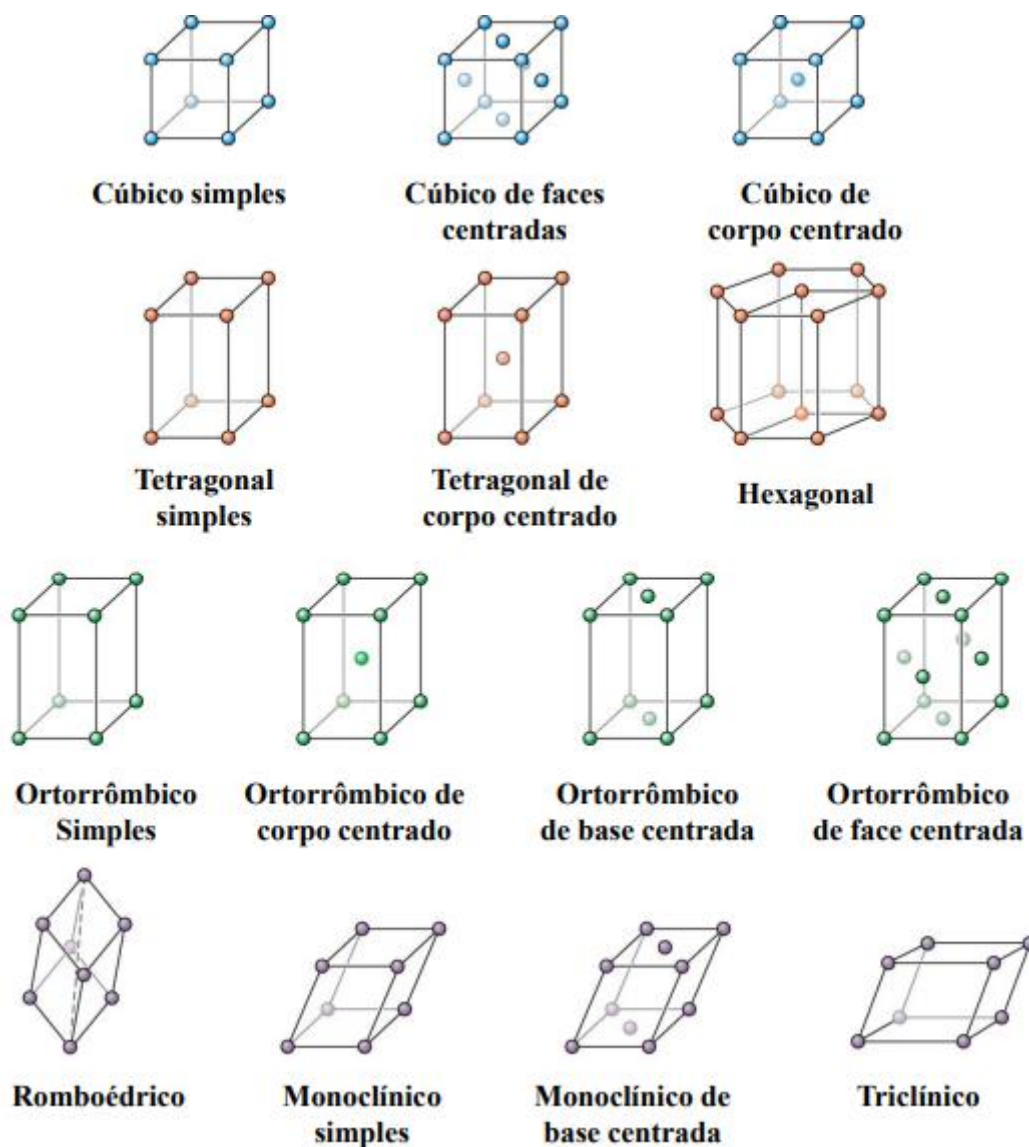 Cúbico simples
Cúbico de faces
centradas
Cúbico de
corpo centrado
Tetragonal
simples
Tetragonal de
corpo centrado
Hexagonal
Ortorrômbico
Simples
Ortorrômbico de
corpo centrado
Ortorrômbico
de base centrada
Ortorrômbico
de face centrada
Romboédrico
Monoclínico
simples
Monoclínico de
base centrada
Triclínico